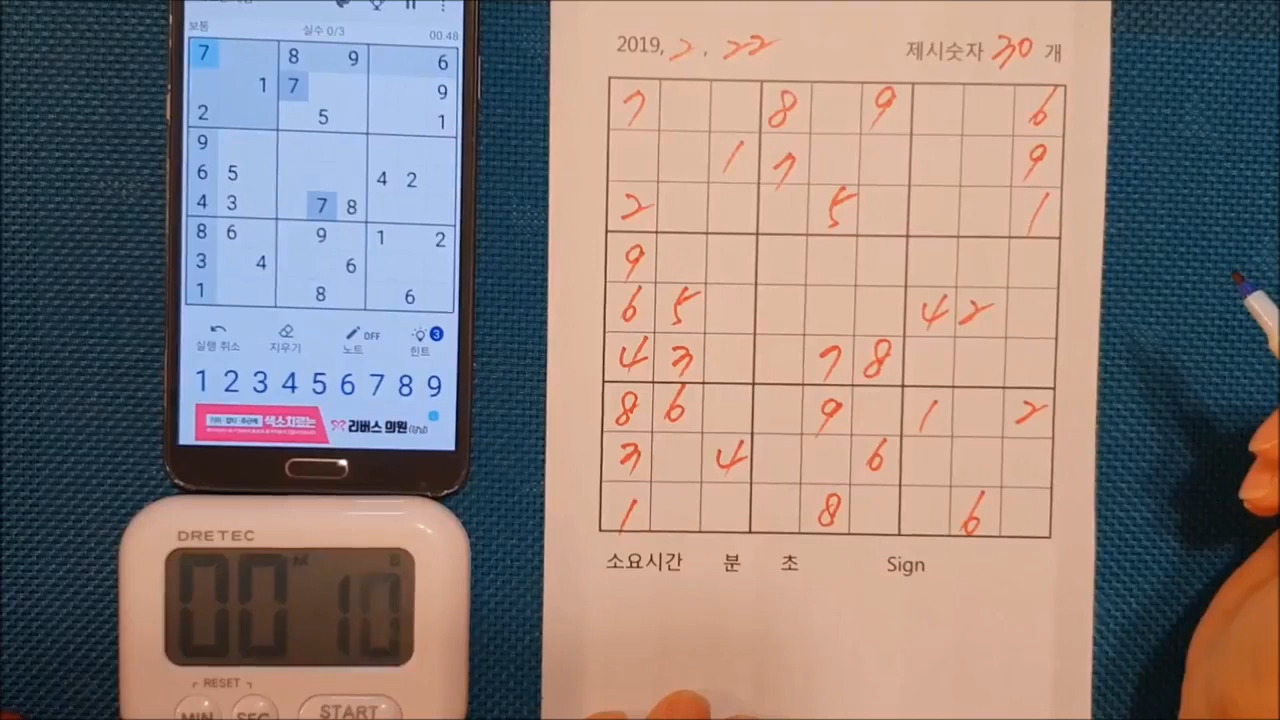 보통 실수 0/3 00:48
7 8 9 6
1 7 9
2 5 1
9
6 5 4 2
4 3 7 8
8 6 9 1 2
3 4 6
1 8 6
OFF 3
실행 취소 지우기 노트 힌트
1 2 3 4 5 6 7 8 9
리버스 의원
DRETEC
00 10
RESET
MIN SEC START
2019, 2. 22 제시숫자 30 개
7 8 9 6
1 7 9
2 5 1
9
6 5 4 2
4 3 7 8
8 6 9 1 2
3 4 6
1 8 6
소요시간 분 초 Sign